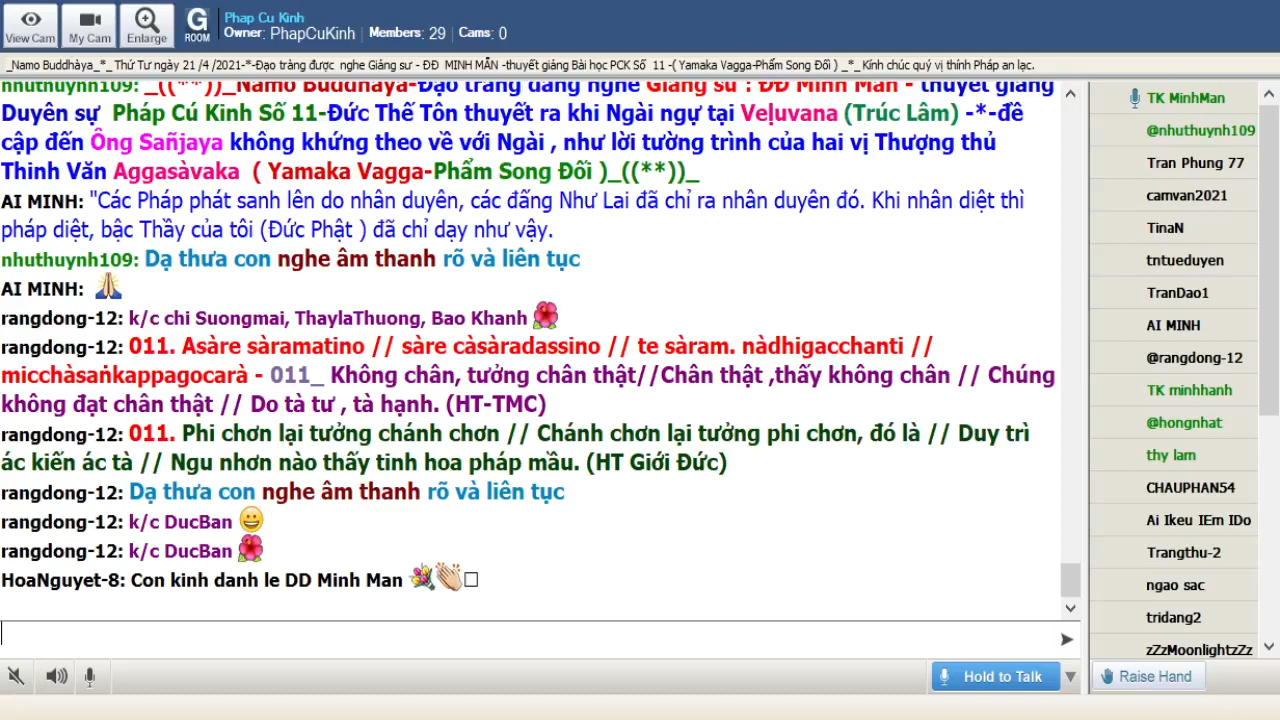 View Cam
My Cam
Enlarge
G ROOM
Phap Cu Kinh
Owner: PhapCuKinh | Members: 29 | Cams: 0
_Namo Buddhàya_*_ Thứ Tư ngày 21 /4 /2021-*-Đạo tràng được nghe Giảng sư - ĐĐ MINH MẪN -thuyết giảng Bài học PCK Số 11 -( Yamaka Vagga-Phẩm Song Đối ) _*_ Kính chúc quý vị thính Pháp an lạc.
nhuthuynh109: _((**))_Namo Buddhàya-Đạo tràng đang nghe Giảng sư : ĐĐ Minh Mẫn - thuyết giảng
Duyên sự Pháp Cú Kinh Số 11-Đức Thế Tôn thuyết ra khi Ngài ngự tại Veḷuvana (Trúc Lâm) -*-đề
cập đến Ông Sañjaya không khứng theo về với Ngài , như lời tường trình của hai vị Thượng thủ
Thinh Văn Aggasàvaka ( Yamaka Vagga-Phẩm Song Đối )_((**))_
AI MINH: "Các Pháp phát sanh lên do nhân duyên, các đấng Như Lai đã chỉ ra nhân duyên đó. Khi nhân diệt thì
pháp diệt, bậc Thầy của tôi (Đức Phật ) đã chỉ dạy như vậy.
nhuthuynh109: Dạ thưa con nghe âm thanh rõ và liên tục
AI MINH: 🙏
rangdong-12: k/c chi Suongmai, ThaylaThuong, Bao Khanh 🌺
rangdong-12: 011. Asàre sàramatino // sàre càsàradassino // te sàram. nàdhigacchanti //
micchàsaṅkappagocarà - 011_ Không chân, tưởng chân thật//Chân thật ,thấy không chân // Chúng
không đạt chân thật // Do tà tư , tà hạnh. (HT-TMC)
rangdong-12: 011. Phi chơn lại tưởng chánh chơn // Chánh chơn lại tưởng phi chơn, đó là // Duy trì
ác kiến ác tà // Ngu nhơn nào thấy tinh hoa pháp mầu. (HT Giới Đức)
rangdong-12: Dạ thưa con nghe âm thanh rõ và liên tục
rangdong-12: k/c DucBan 😀
rangdong-12: k/c DucBan 🌺
HoaNguyet-8: Con kinh danh le DD Minh Man 💐👏□
Hold to Talk
TK MinhMan
@nhuthuynh109
Tran Phung 77
camvan2021
TinaN
tntueduyen
TranDao1
AI MINH
@rangdong-12
TK minhhanh
@hongnhat
thy lam
CHAUPHAN54
Ai Ikeu IEm IDo
Trangthu-2
ngao sac
tridang2
zZzMoonlightzZz
Raise Hand